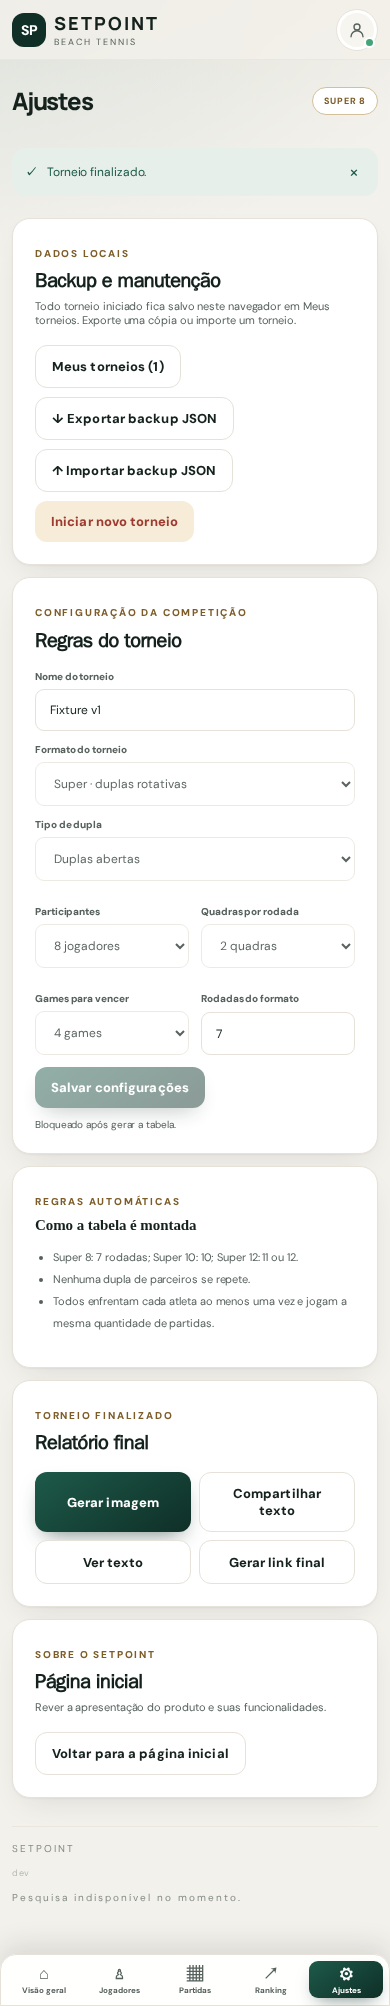 SP SETPOINT
BEACH TENNIS
Ajustes
SUPER 8
✓ Torneio finalizado. ×
DADOS LOCAIS
Backup e manutenção
Todo torneio iniciado fica salvo neste navegador em Meus
torneios. Exporte uma cópia ou importe um torneio.
Meus torneios (1)
↓ Exportar backup JSON
↑ Importar backup JSON
Iniciar novo torneio
CONFIGURAÇÃO DA COMPETIÇÃO
Regras do torneio
Nome do torneio
Fixture v1
Formato do torneio
Super · duplas rotativas
Tipo de dupla
Duplas abertas
Participantes
Quadras por rodada
8 jogadores
2 quadras
Games para vencer
Rodadas do formato
4 games
7
Salvar configurações
Bloqueado após gerar a tabela.
REGRAS AUTOMÁTICAS
Como a tabela é montada
• Super 8: 7 rodadas; Super 10: 10; Super 12: 11 ou 12.
• Nenhuma dupla de parceiros se repete.
• Todos enfrentam cada atleta ao menos uma vez e jogam a
mesma quantidade de partidas.
TORNEIO FINALIZADO
Relatório final
Gerar imagem
Compartilhar
texto
Ver texto
Gerar link final
SOBRE O SETPOINT
Página inicial
Rever a apresentação do produto e suas funcionalidades.
Voltar para a página inicial
SETPOINT
dev
Pesquisa indisponível no momento.
Visão geral
Jogadores
Partidas
Ranking
Ajustes